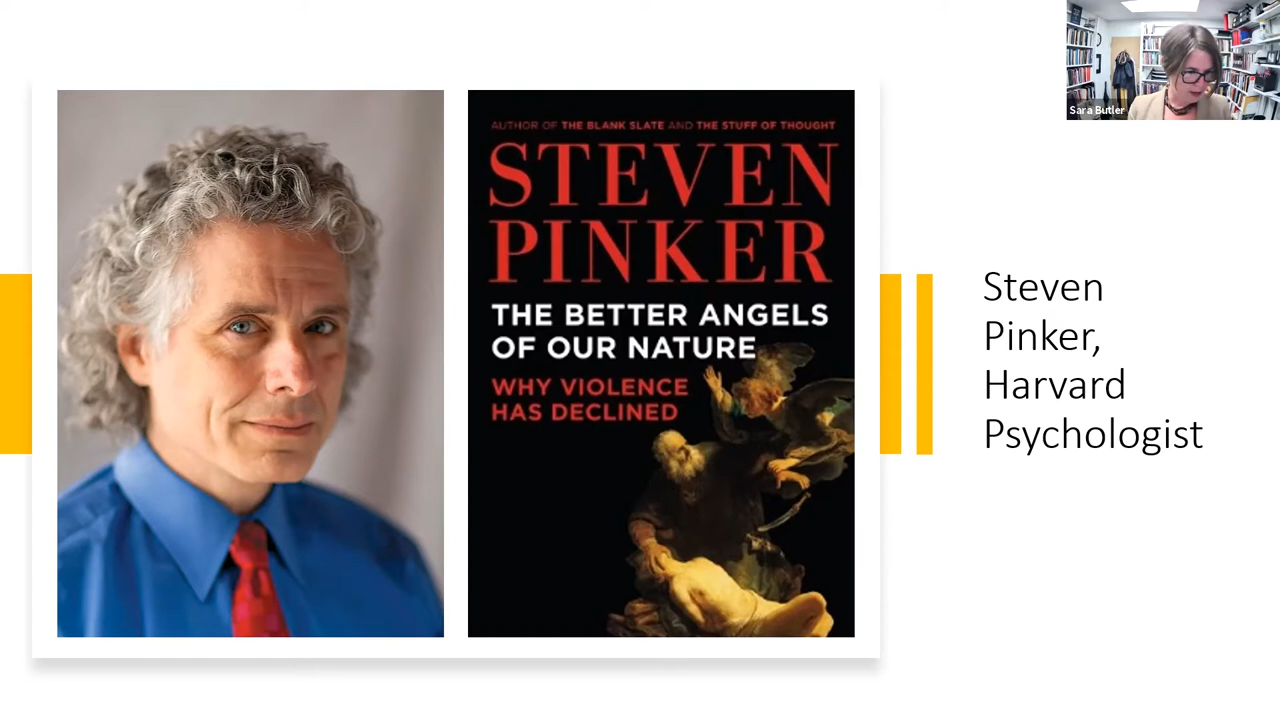 Sara Butler
AUTHOR OF THE BLANK SLATE AND THE STUFF OF THOUGHT
STEVEN
PINKER
THE BETTER ANGELS
OF OUR NATURE
WHY VIOLENCE
HAS DECLINED
Steven
Pinker,
Harvard
Psychologist